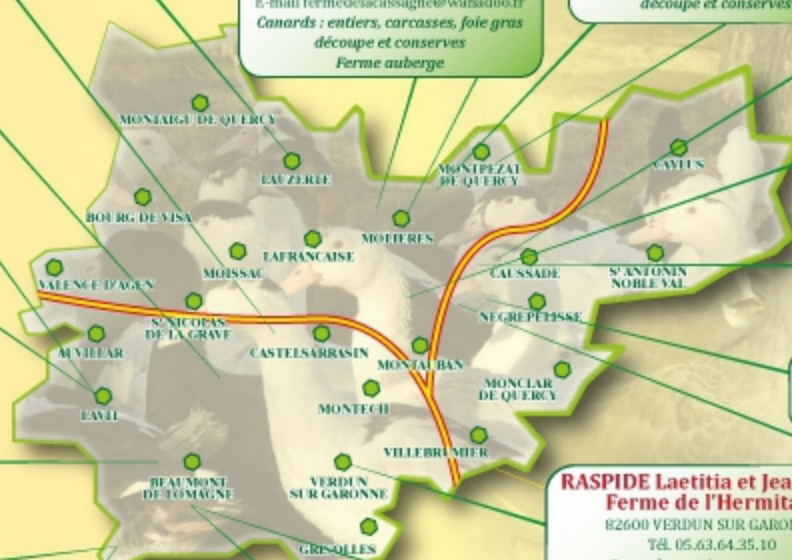 E-mail fermedelacassagne@wanadoo.fr
Canards : entiers, carcasses, foie gras
découpe et conserves
Ferme auberge
découpe et conserves
MONTAIGU DE QUERCY
LAUZERTE
MONTPEZAT
DE QUERCY
CAYLUS
BOURG DE VISA
MOLIERES
LAFRANCAISE
MOISSAC
VALENCE D'AGEN
CAUSSADE
ST ANTONIN
NOBLE VAL
ST NICOLAS
DE LA GRAVE
NEGREPELISSE
AUVILLAR
CASTELSARRASIN
MONTAUBAN
MONCLAR
DE QUERCY
LAVIT
MONTECH
VILLEBRUMIER
BEAUMONT
DE LOMAGNE
VERDUN
SUR GARONNE
GRISOLLES
RASPIDE Laetitia et Jea
Ferme de l'Hermita
82600 VERDUN SUR GARON
Tél. 05.63.64.35.10